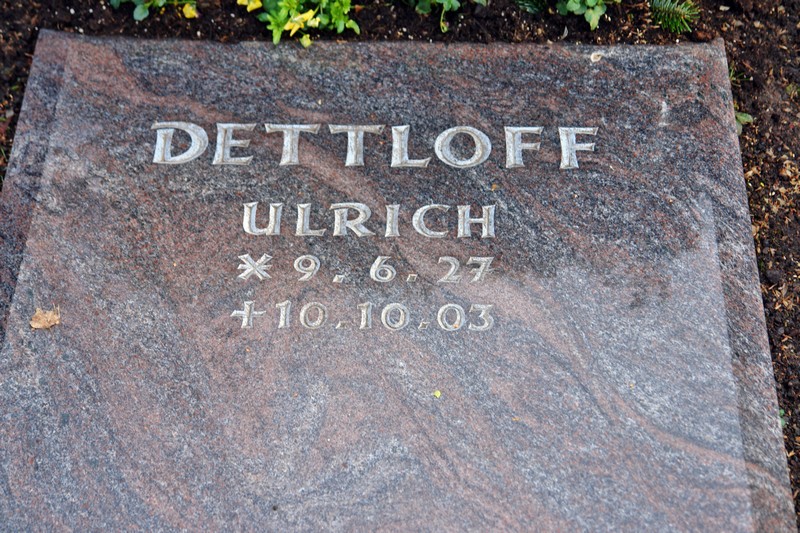 DETTLOFF
ULRICH
* 9. 6. 27
+ 10. 10. 03